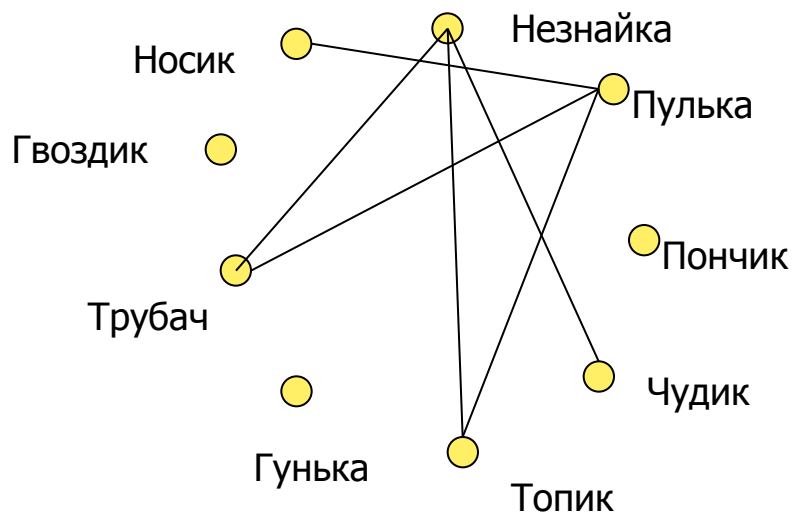 Незнайка
Носик
Пулька
Гвоздик
Пончик
Трубач
Чудик
Гунька
Топик